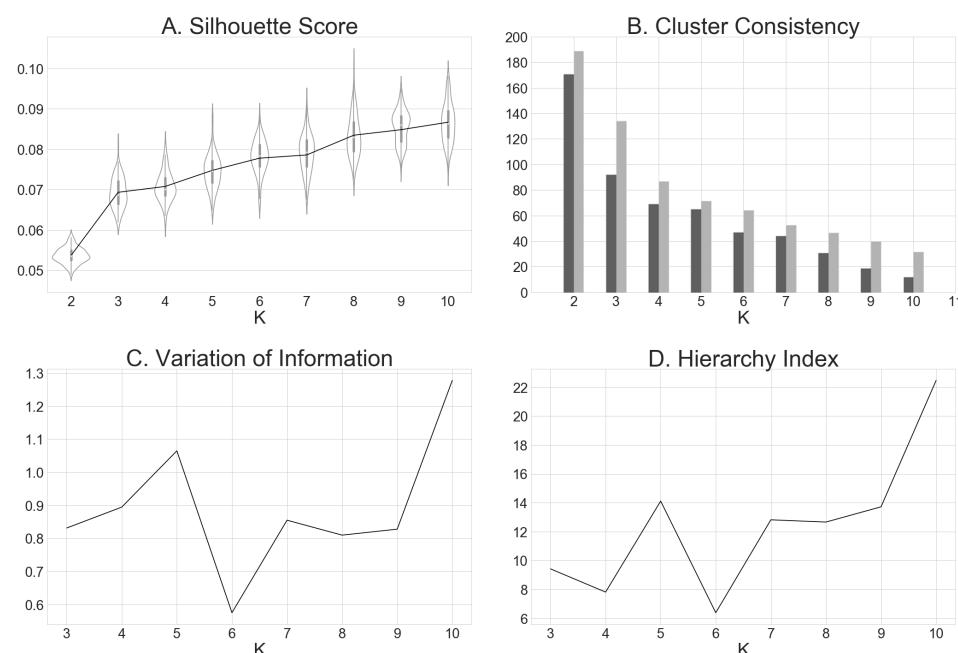 A. Silhouette Score
0.10
0.09
0.08
0.07
0.06
0.05
2 3 4 5 6 7 8 9 10
K
B. Cluster Consistency
200
180
160
140
120
100
80
60
40
20
0
2 3 4 5 6 7 8 9 10
K
C. Variation of Information
1.3
1.2
1.1
1.0
0.9
0.8
0.7
0.6
3 4 5 6 7 8 9 10
K
D. Hierarchy Index
22
20
18
16
14
12
10
8
6
3 4 5 6 7 8 9 10
K